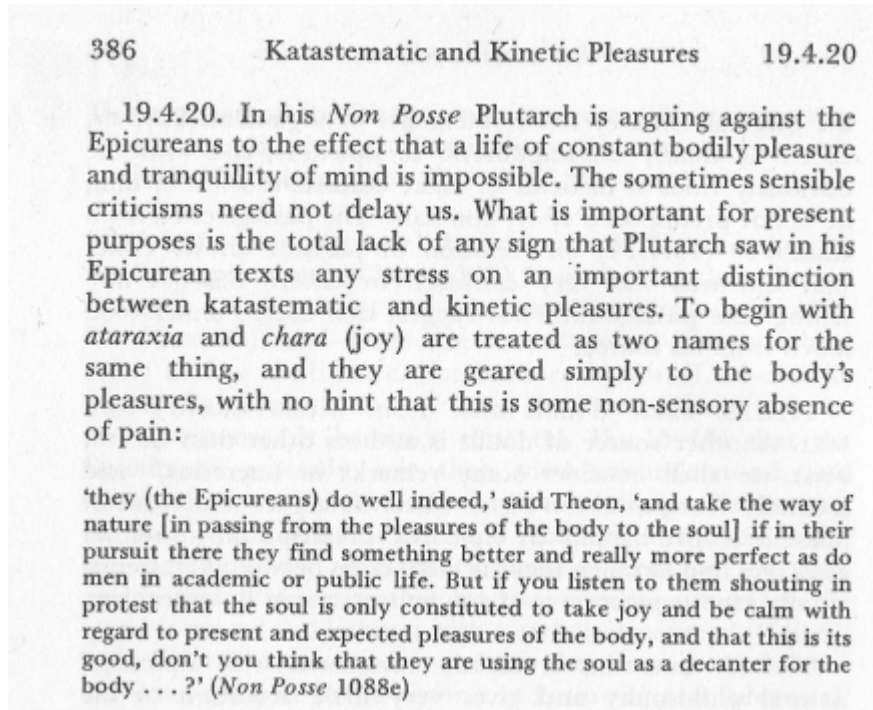 386 Katastematic and Kinetic Pleasures 19.4.20
19.4.20. In his Non Posse Plutarch is arguing against the
Epicureans to the effect that a life of constant bodily pleasure
and tranquillity of mind is impossible. The sometimes sensible
criticisms need not delay us. What is important for present
purposes is the total lack of any sign that Plutarch saw in his
Epicurean texts any stress on an important distinction
between katastematic and kinetic pleasures. To begin with
ataraxia and chara (joy) are treated as two names for the
same thing, and they are geared simply to the body's
pleasures, with no hint that this is some non-sensory absence
of pain:
'they (the Epicureans) do well indeed,' said Theon, 'and take the way of
nature [in passing from the pleasures of the body to the soul] if in their
pursuit there they find something better and really more perfect as do
men in academic or public life. But if you listen to them shouting in
protest that the soul is only constituted to take joy and be calm with
regard to present and expected pleasures of the body, and that this is its
good, don't you think that they are using the soul as a decanter for the
body . . . ?' (Non Posse 1088e)